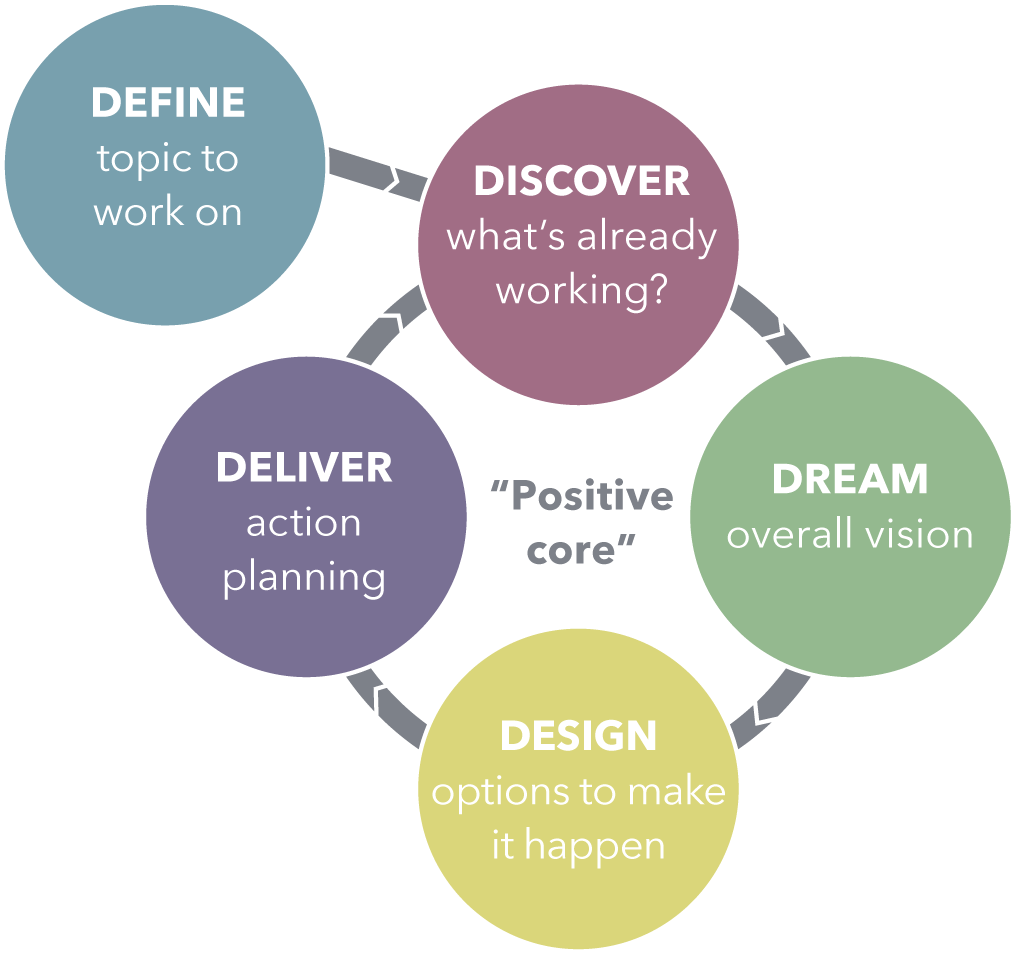 DEFINE
topic to
work on
DISCOVER
what’s already
working?
DREAM
overall vision
DESIGN
options to make
it happen
DELIVER
action
planning
“Positive
core”